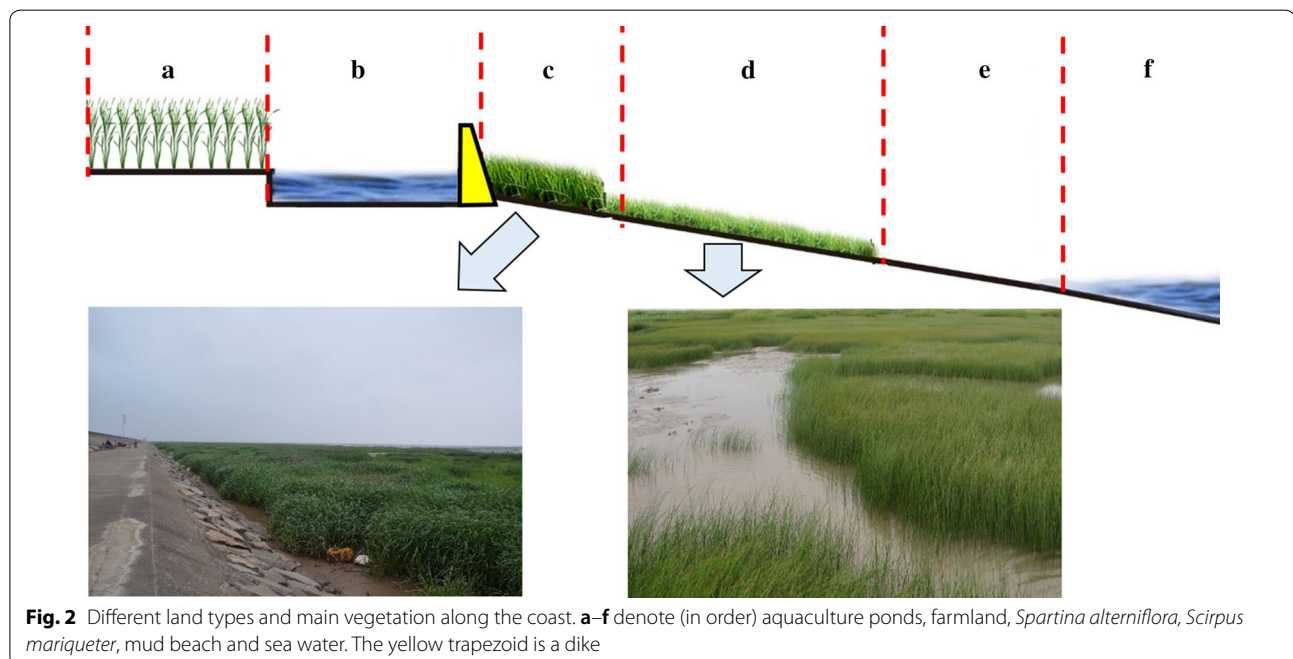 a b c d e f
Fig. 2 Different land types and main vegetation along the coast. a–f denote (in order) aquaculture ponds, farmland, Spartina alterniflora, Scirpus
mariqueter, mud beach and sea water. The yellow trapezoid is a dike